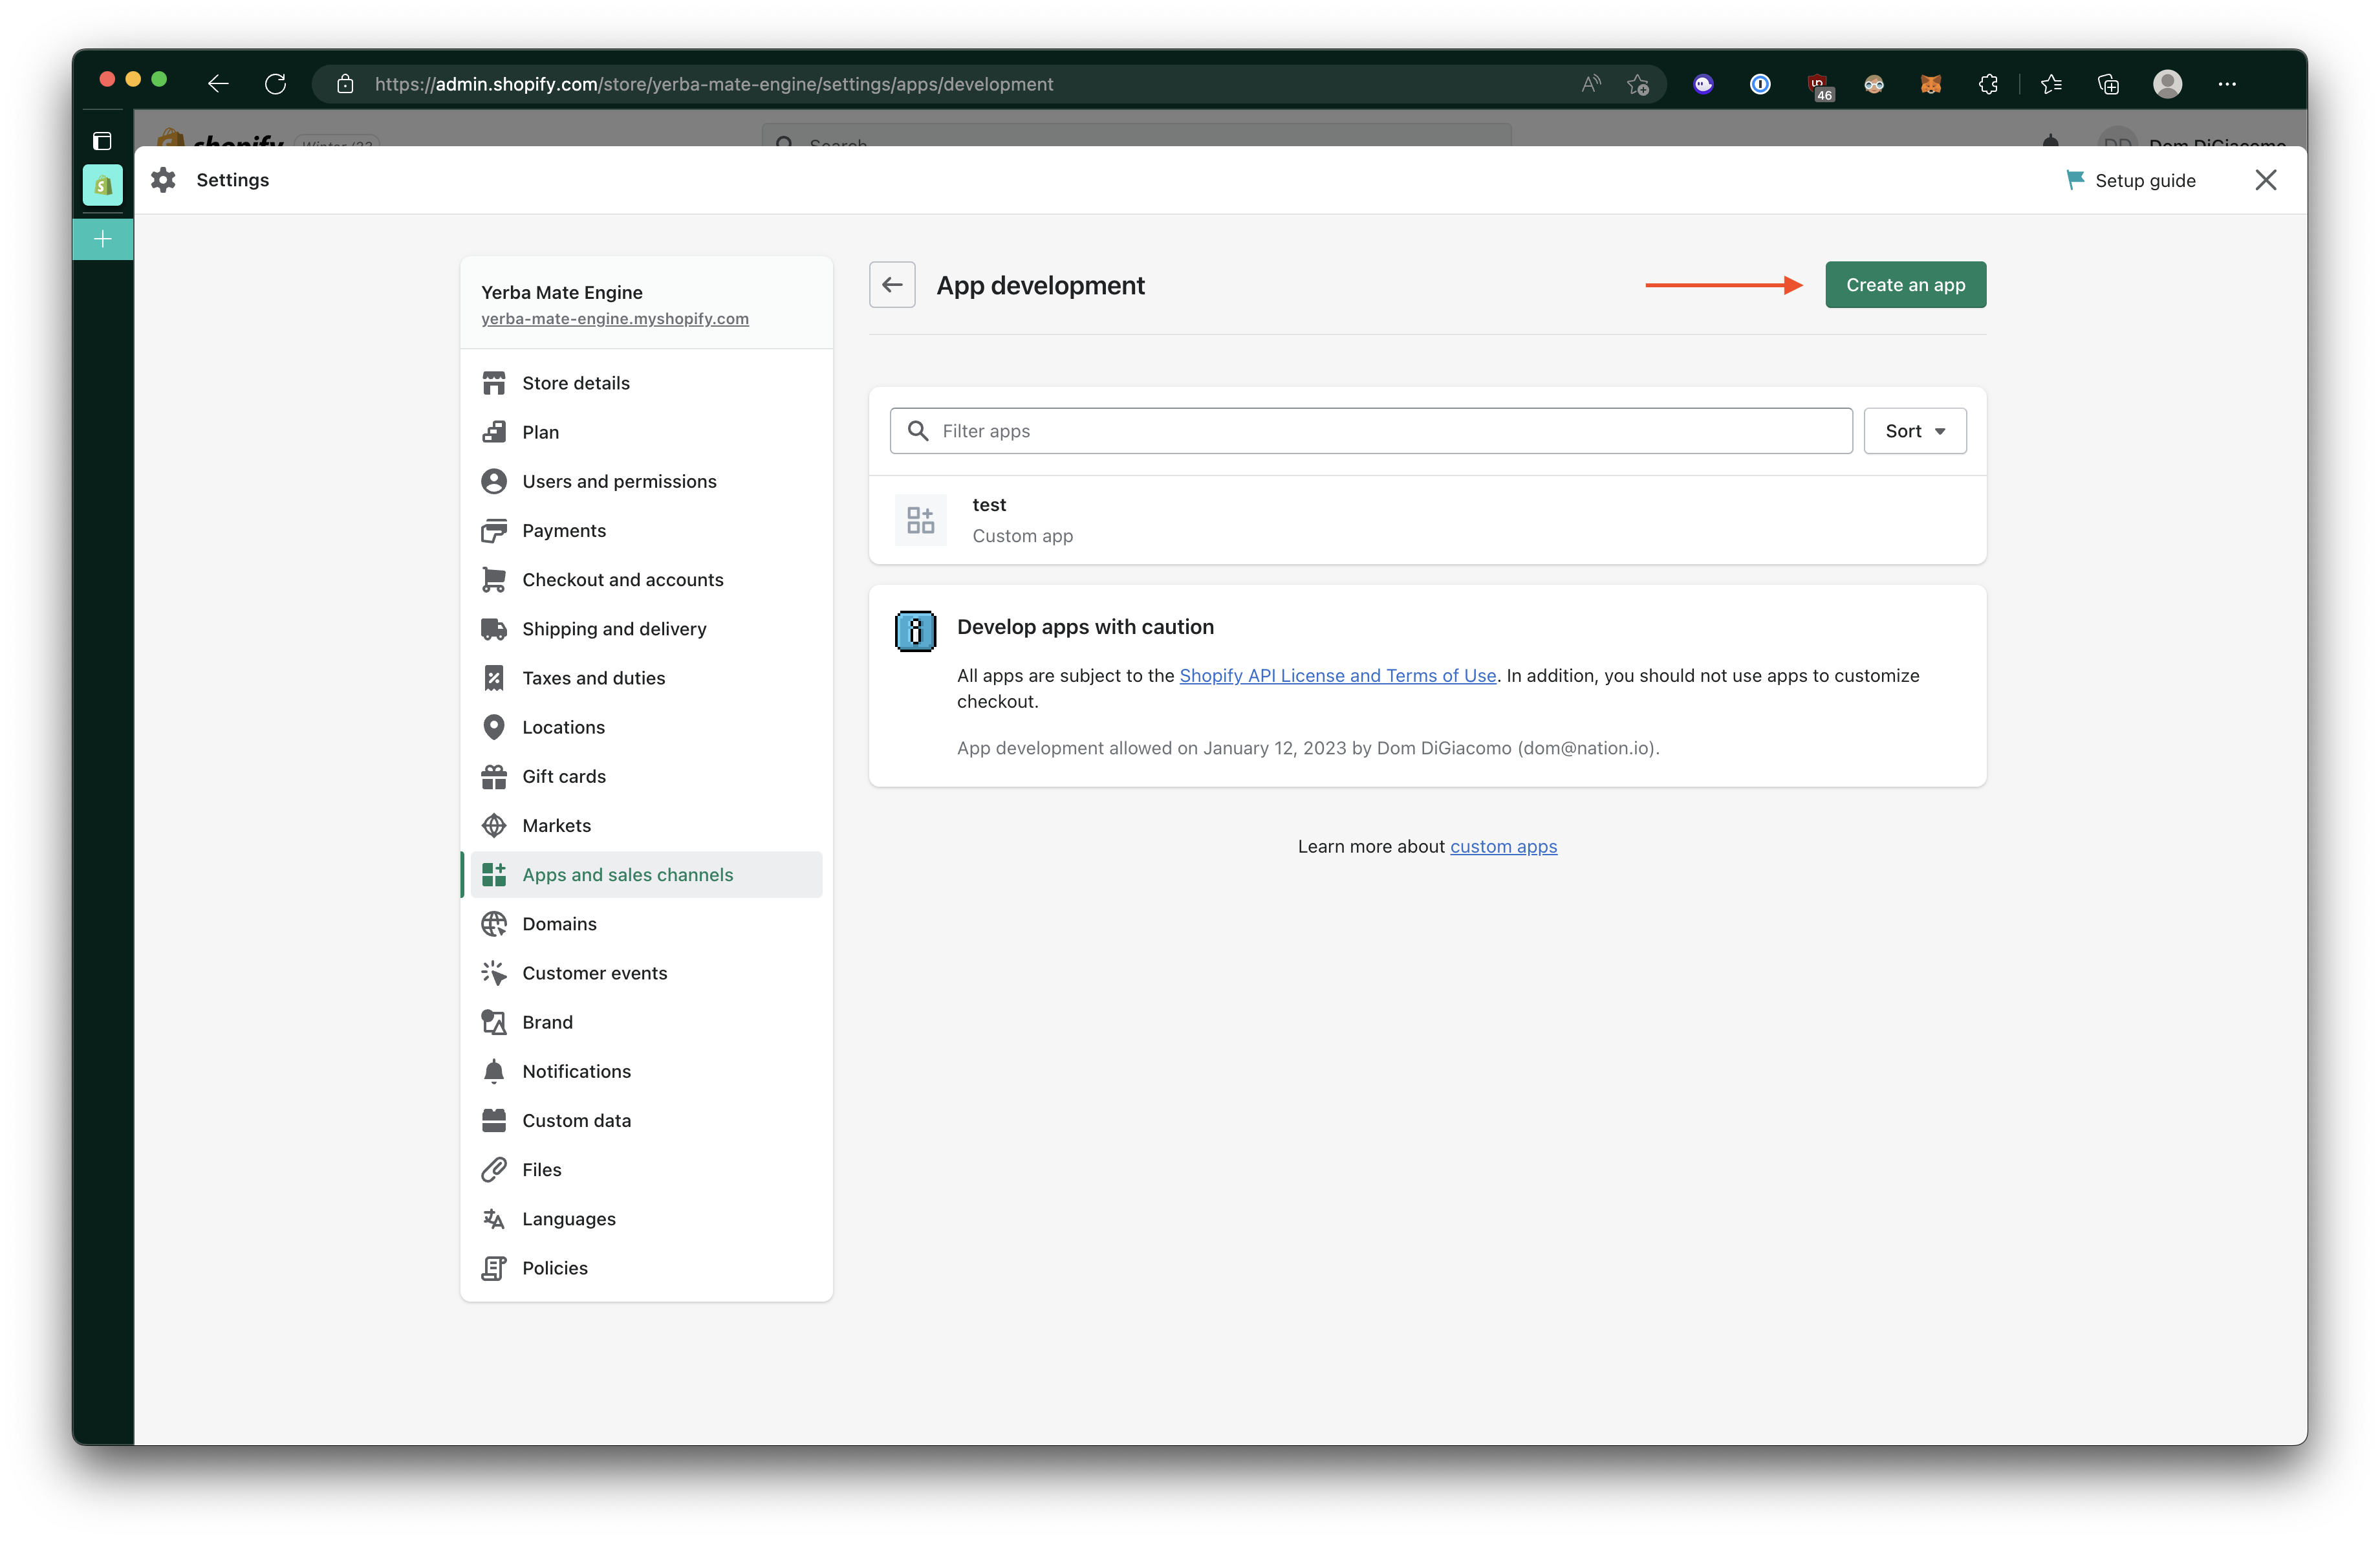 https://admin.shopify.com/store/yerba-mate-engine/settings/apps/development
46
shopify
Winter '23
Search
DD
Dom DiGiacomo
Settings
Setup guide
Yerba Mate Engine
yerba-mate-engine.myshopify.com
Store details
Plan
Users and permissions
Payments
Checkout and accounts
Shipping and delivery
Taxes and duties
Locations
Gift cards
Markets
Apps and sales channels
Domains
Customer events
Brand
Notifications
Custom data
Files
Languages
Policies
App development
Create an app
Filter apps
Sort
test
Custom app
Develop apps with caution
All apps are subject to the Shopify API License and Terms of Use. In addition, you should not use apps to customize
checkout.
App development allowed on January 12, 2023 by Dom DiGiacomo (dom@nation.io).
Learn more about custom apps